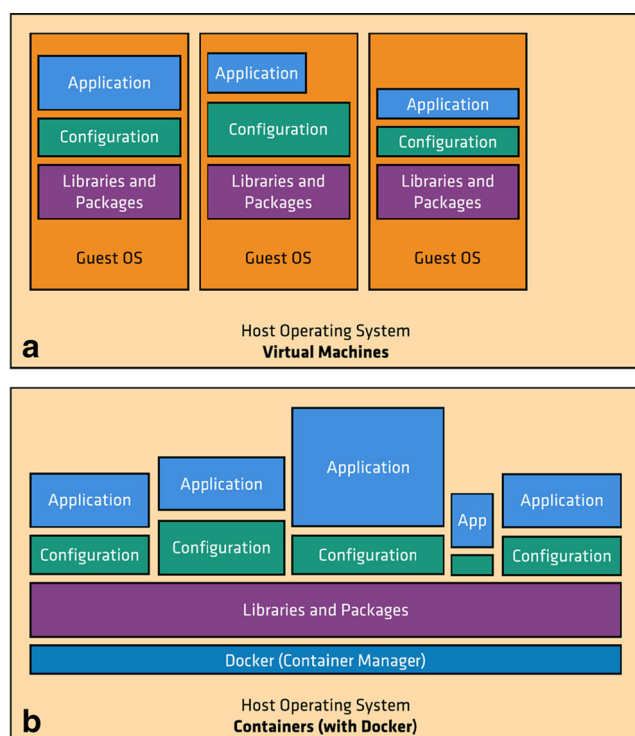 Application
Application
Application
Configuration
Configuration
Configuration
Libraries and
Packages
Libraries and
Packages
Libraries and
Packages
Guest OS
Guest OS
Guest OS
Host Operating System
Virtual Machines
a
Application
Application
Application
App
Application
Configuration
Configuration
Configuration
Configuration
Libraries and Packages
Docker (Container Manager)
Host Operating System
Containers (with Docker)
b